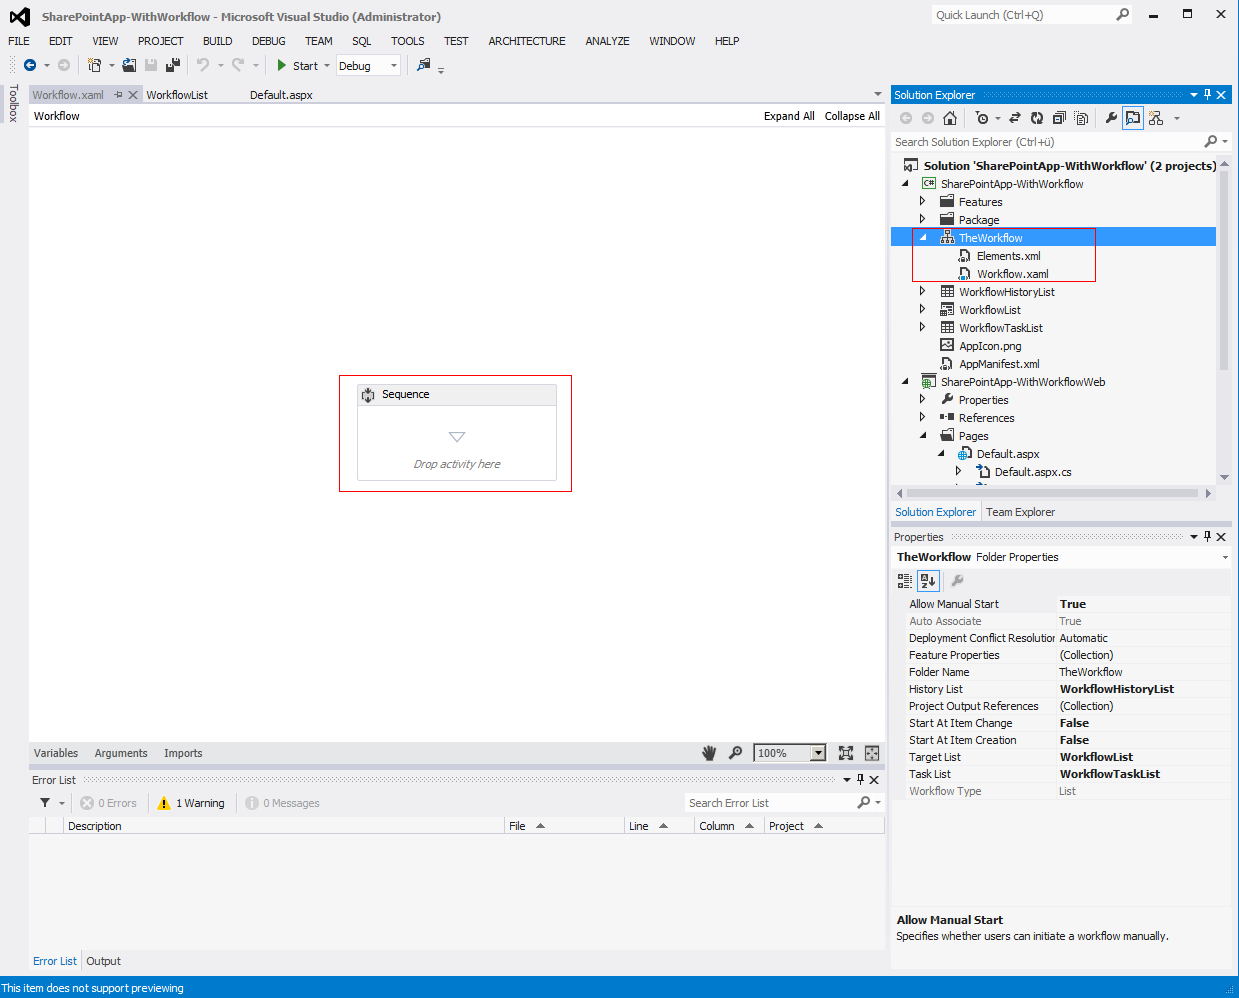 SharePointApp-WithWorkflow - Microsoft Visual Studio (Administrator)
Quick Launch (Ctrl+Q)
FILE EDIT VIEW PROJECT BUILD DEBUG TEAM SQL TOOLS TEST ARCHITECTURE ANALYZE WINDOW HELP
Start Debug
Toolbox
Workflow.xaml WorkflowList Default.aspx
Workflow Expand All Collapse All
Sequence
Drop activity here
Variables Arguments Imports 100%
Error List
0 Errors 1 Warning 0 Messages Search Error List
Description File Line Column Project
Error List Output
Solution Explorer
Search Solution Explorer (Ctrl+ü)
Solution 'SharePointApp-WithWorkflow' (2 projects)
C# SharePointApp-WithWorkflow
Features
Package
TheWorkflow
Elements.xml
Workflow.xaml
WorkflowHistoryList
WorkflowList
WorkflowTaskList
AppIcon.png
AppManifest.xml
SharePointApp-WithWorkflowWeb
Properties
References
Pages
Default.aspx
Default.aspx.cs
Solution Explorer Team Explorer
Properties
TheWorkflow Folder Properties
Allow Manual Start True
Auto Associate True
Deployment Conflict Resolution Automatic
Feature Properties (Collection)
Folder Name TheWorkflow
History List WorkflowHistoryList
Project Output References (Collection)
Start At Item Change False
Start At Item Creation False
Target List WorkflowList
Task List WorkflowTaskList
Workflow Type List
Allow Manual Start
Specifies whether users can initiate a workflow manually.
This item does not support previewing